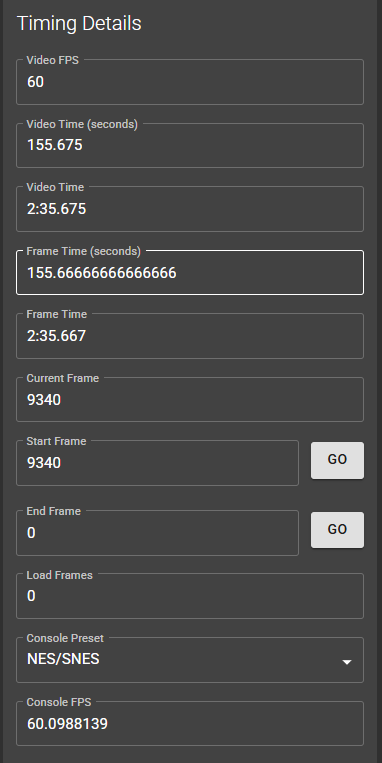 Timing Details
Video FPS
60
Video Time (seconds)
155.675
Video Time
2:35.675
Frame Time (seconds)
155.66666666666666
Frame Time
2:35.667
Current Frame
9340
Start Frame
9340
GO
End Frame
0
GO
Load Frames
0
Console Preset
NES/SNES
Console FPS
60.0988139